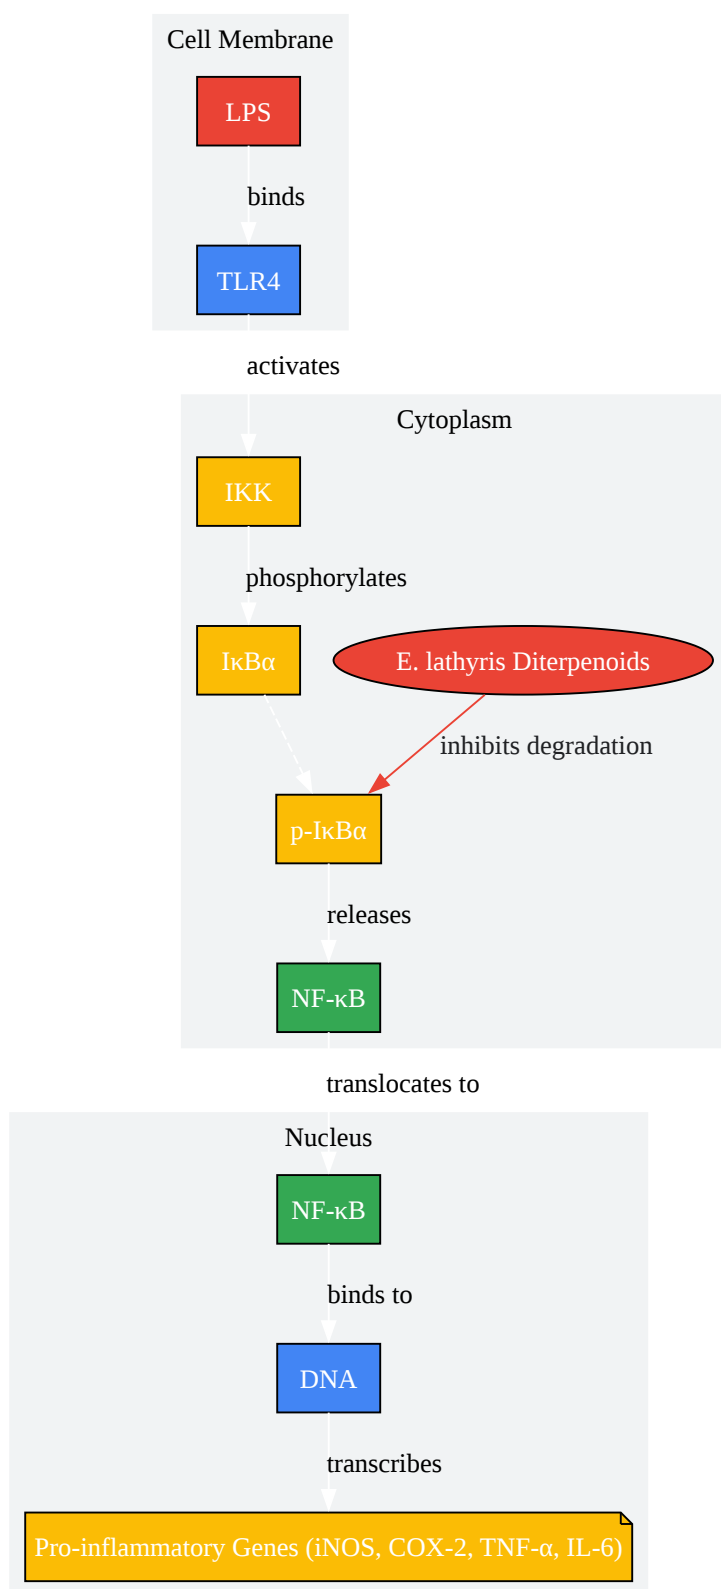 Cell Membrane
LPS
binds
TLR4
activates
Cytoplasm
IKK
phosphorylates
IκBα
E. lathyris Diterpenoids
inhibits degradation
p-IκBα
releases
NF-κB
translocates to
Nucleus
NF-κB
binds to
DNA
transcribes
Pro-inflammatory Genes (iNOS, COX-2, TNF-α, IL-6)